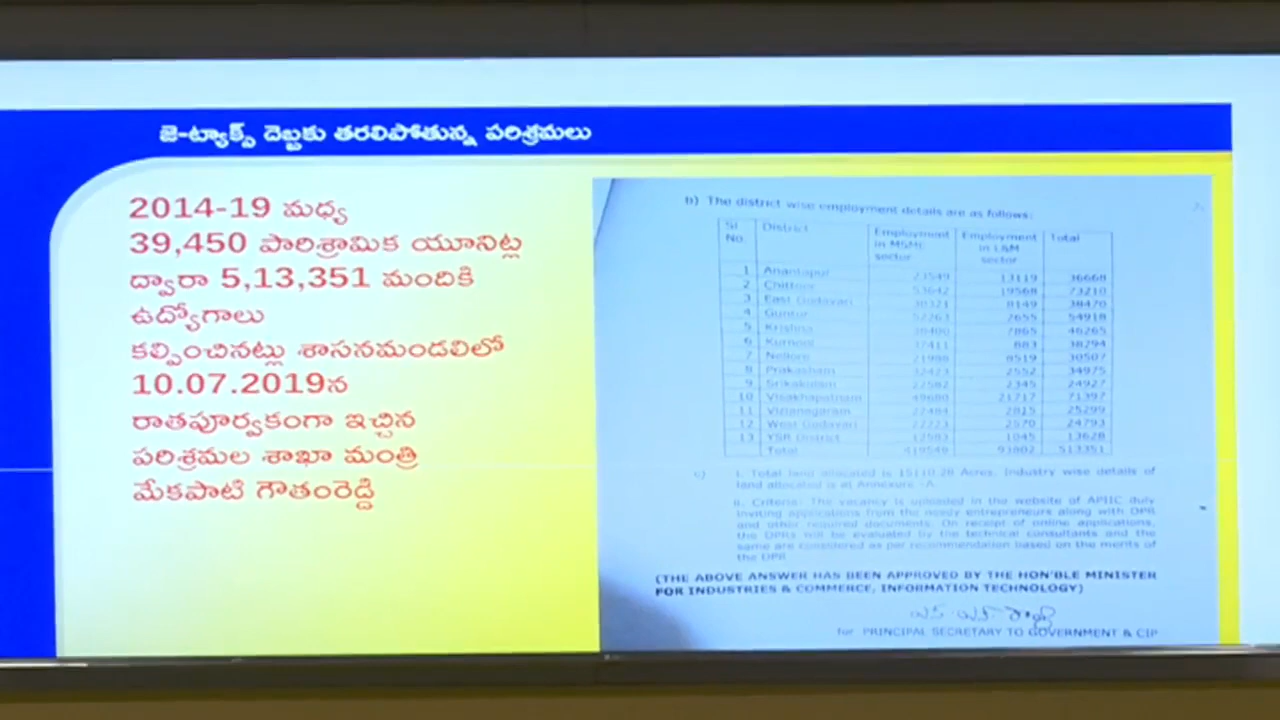 జె-ట్యాక్స్ దెబ్బకు తరలిపోతున్న పరిశ్రమలు
2014-19 మధ్య
39,450 పారిశ్రామిక యూనిట్ల
ద్వారా 5,13,351 మందికి
ఉద్యోగాలు
కల్పించినట్లు శాసనమండలిలో
10.07.2019న
రాతపూర్వకంగా ఇచ్చిన
పరిశ్రమల శాఖా మంత్రి
మేకపాటి గౌతంరెడ్డి
b) The district wise employment details are as follows:
Sl No. District Employment in MSME sector Employment in L&M sector Total
1 Anantapur 23549 13119 36668
2 Chittoor 53642 19568 73210
3 East Godavari 30321 8149 38470
4 Guntur 52263 2655 54918
5 Krishna 38400 7865 46265
6 Kurnool 37411 883 38294
7 Nellore 21988 8519 30507
8 Prakasham 32423 2552 34975
9 Srikakulam 22582 2345 24927
10 Visakhapatnam 49680 21717 71397
11 Vizianagaram 22484 2815 25299
12 West Godavari 22223 2570 24793
13 YSR District 12583 1045 13628
Total 419549 93802 513351
c) i. Total land allocated is 15110.28 Acres. Industry wise details of
land allocated is at Annexure -A.
ii. Criteria: The vacancy is uploaded in the website of APIIC duly
inviting applications from the needy entrepreneurs along with DPR
and other required documents. On receipt of online applications,
the DPRs will be evaluated by the technical consultants and the
same are considered as per recommendation based on the merits of
the DPR
(THE ABOVE ANSWER HAS BEEN APPROVED BY THE HON'BLE MINISTER
FOR INDUSTRIES & COMMERCE, INFORMATION TECHNOLOGY)
for PRINCIPAL SECRETARY TO GOVERNMENT & CIP